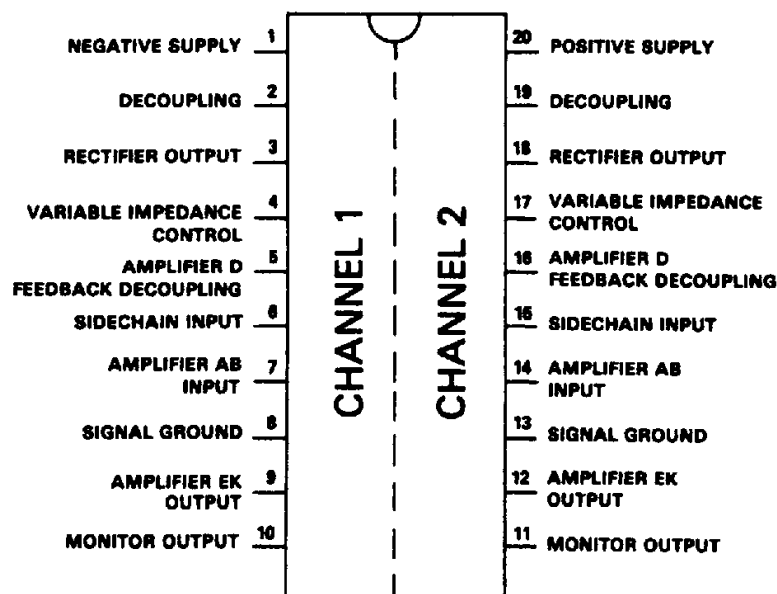 NEGATIVE SUPPLY 1
DECOUPLING 2
RECTIFIER OUTPUT 3
VARIABLE IMPEDANCE 4
CONTROL
AMPLIFIER D 5
FEEDBACK DECOUPLING
SIDECHAIN INPUT 6
AMPLIFIER AB 7
INPUT
SIGNAL GROUND 8
AMPLIFIER EK 9
OUTPUT
MONITOR OUTPUT 10
CHANNEL 1
CHANNEL 2
20 POSITIVE SUPPLY
19 DECOUPLING
18 RECTIFIER OUTPUT
17 VARIABLE IMPEDANCE
CONTROL
16 AMPLIFIER D
FEEDBACK DECOUPLING
15 SIDECHAIN INPUT
14 AMPLIFIER AB
INPUT
13 SIGNAL GROUND
12 AMPLIFIER EK
OUTPUT
11 MONITOR OUTPUT